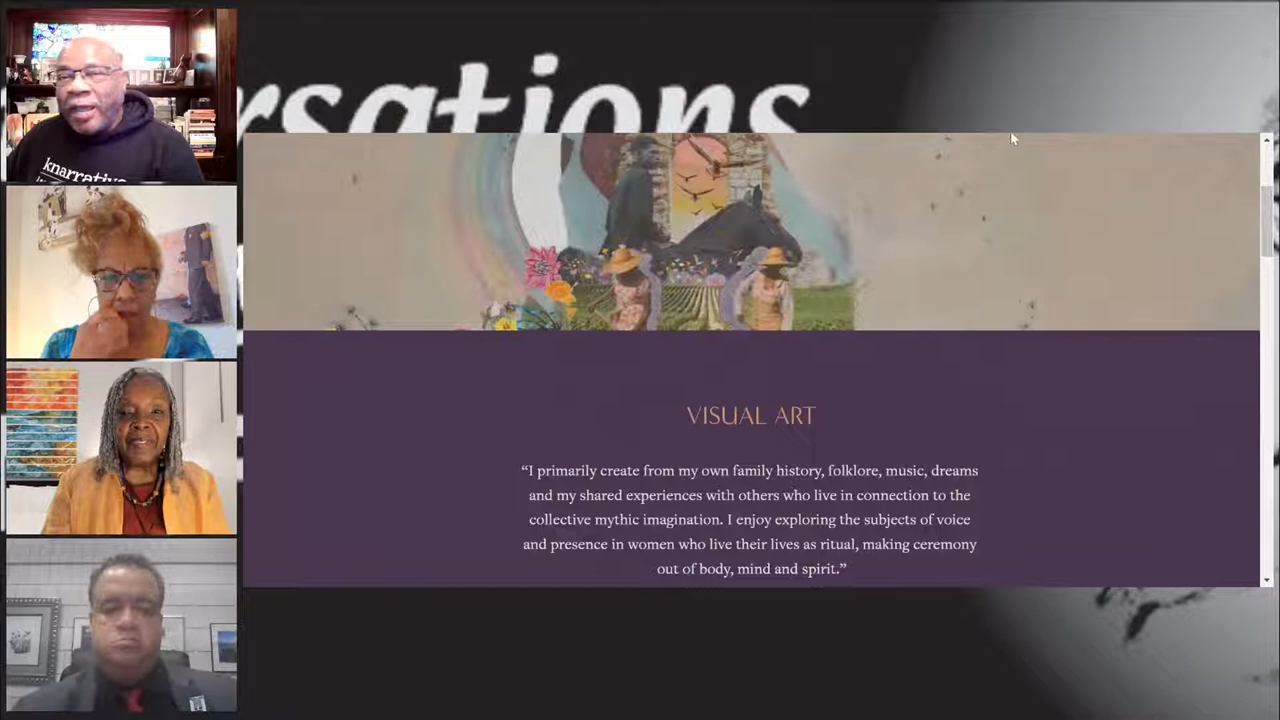 rsations
knarrative
VISUAL ART
“I primarily create from my own family history, folklore, music, dreams
and my shared experiences with others who live in connection to the
collective mythic imagination. I enjoy exploring the subjects of voice
and presence in women who live their lives as ritual, making ceremony
out of body, mind and spirit.”